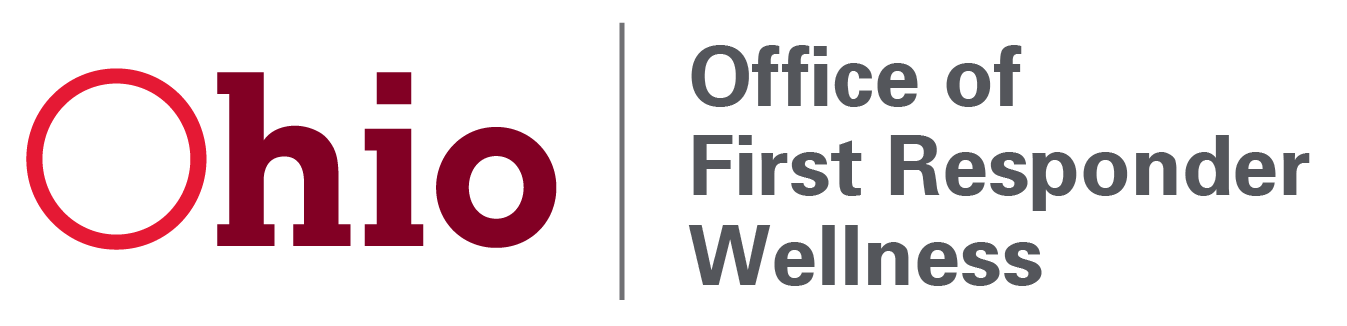 Ohio
Office of
First Responder
Wellness